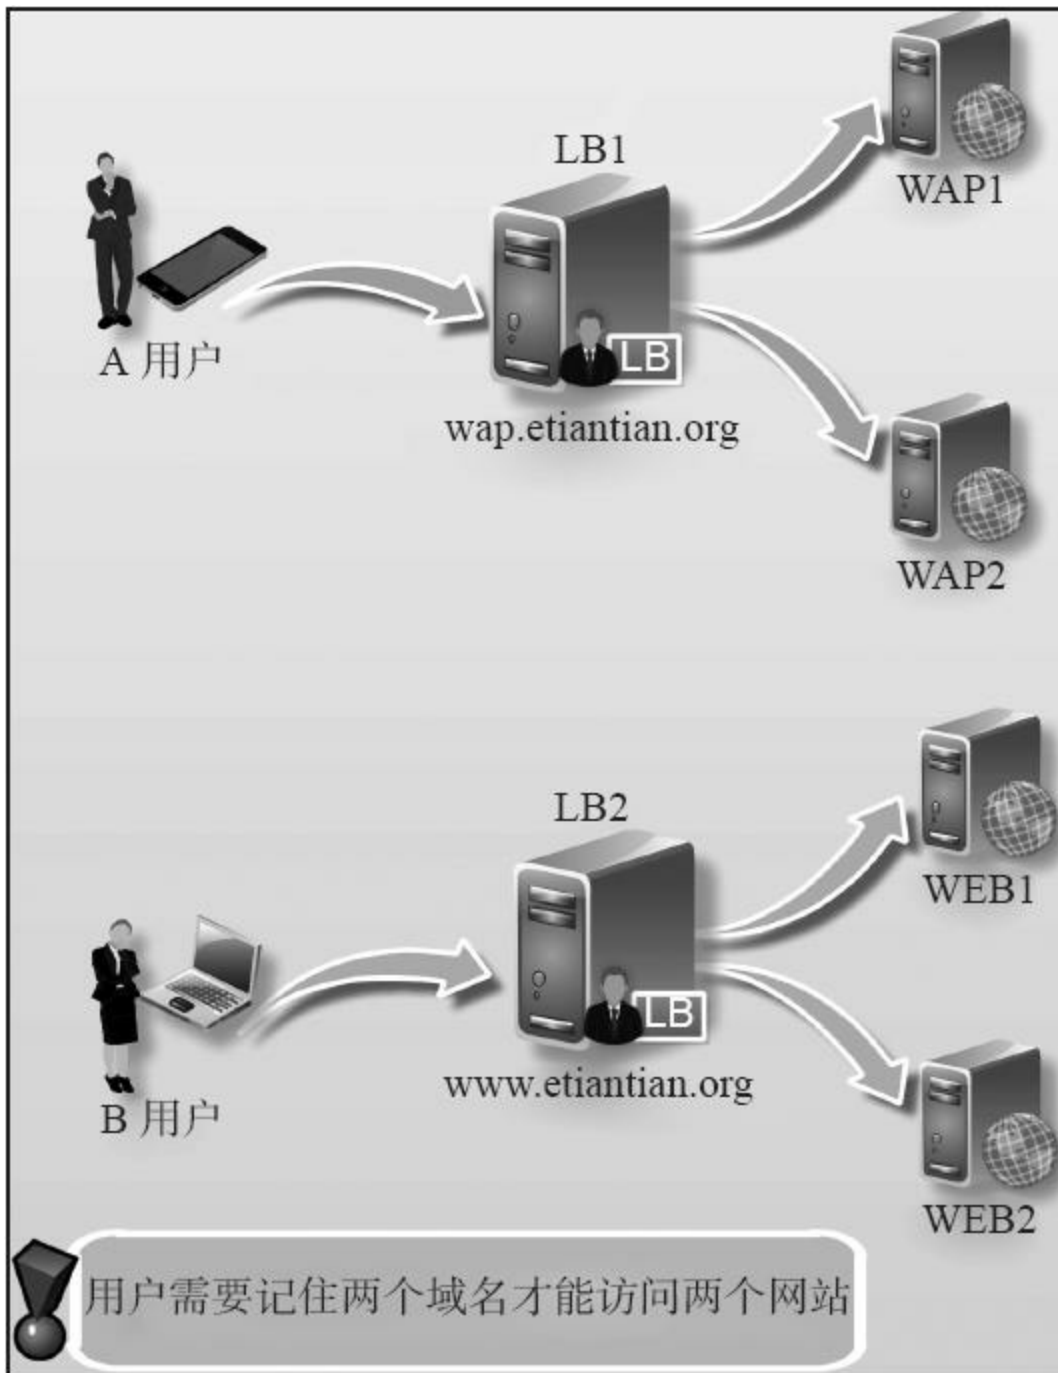 LB1
WAP1
A 用户
LB
wap.etiantian.org
WAP2
LB2
WEB1
B 用户
LB
www.etiantian.org
WEB2
用户需要记住两个域名才能访问两个网站